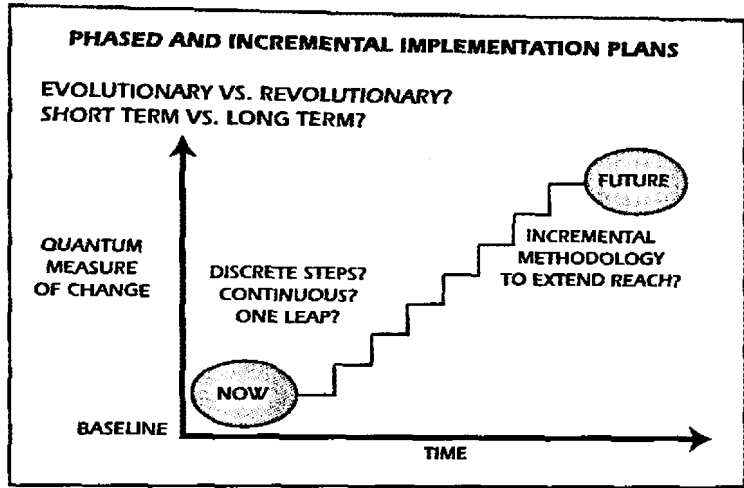 PHASED AND INCREMENTAL IMPLEMENTATION PLANS
EVOLUTIONARY VS. REVOLUTIONARY?
SHORT TERM VS. LONG TERM?
FUTURE
QUANTUM
MEASURE
OF CHANGE
DISCRETE STEPS?
CONTINUOUS?
ONE LEAP?
INCREMENTAL
METHODOLOGY
TO EXTEND REACH?
NOW
BASELINE
TIME